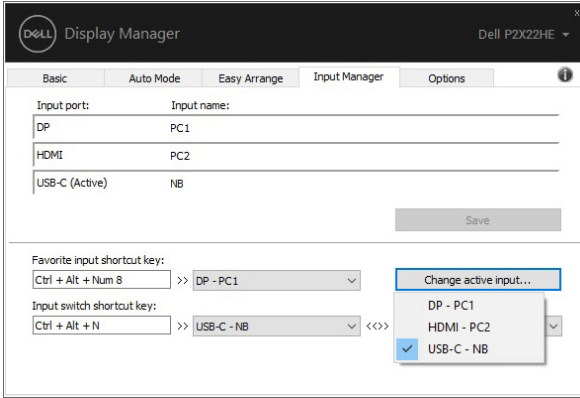 DELL Display Manager
Dell P2X22HE
Basic Auto Mode Easy Arrange Input Manager Options
Input port: Input name:
DP PC1
HDMI PC2
USB-C (Active) NB
Save
Favorite input shortcut key:
Ctrl + Alt + Num 8 >> DP - PC1 Change active input...
Input switch shortcut key:
Ctrl + Alt + N >> USB-C - NB <<>>
DP - PC1
HDMI - PC2
USB-C - NB